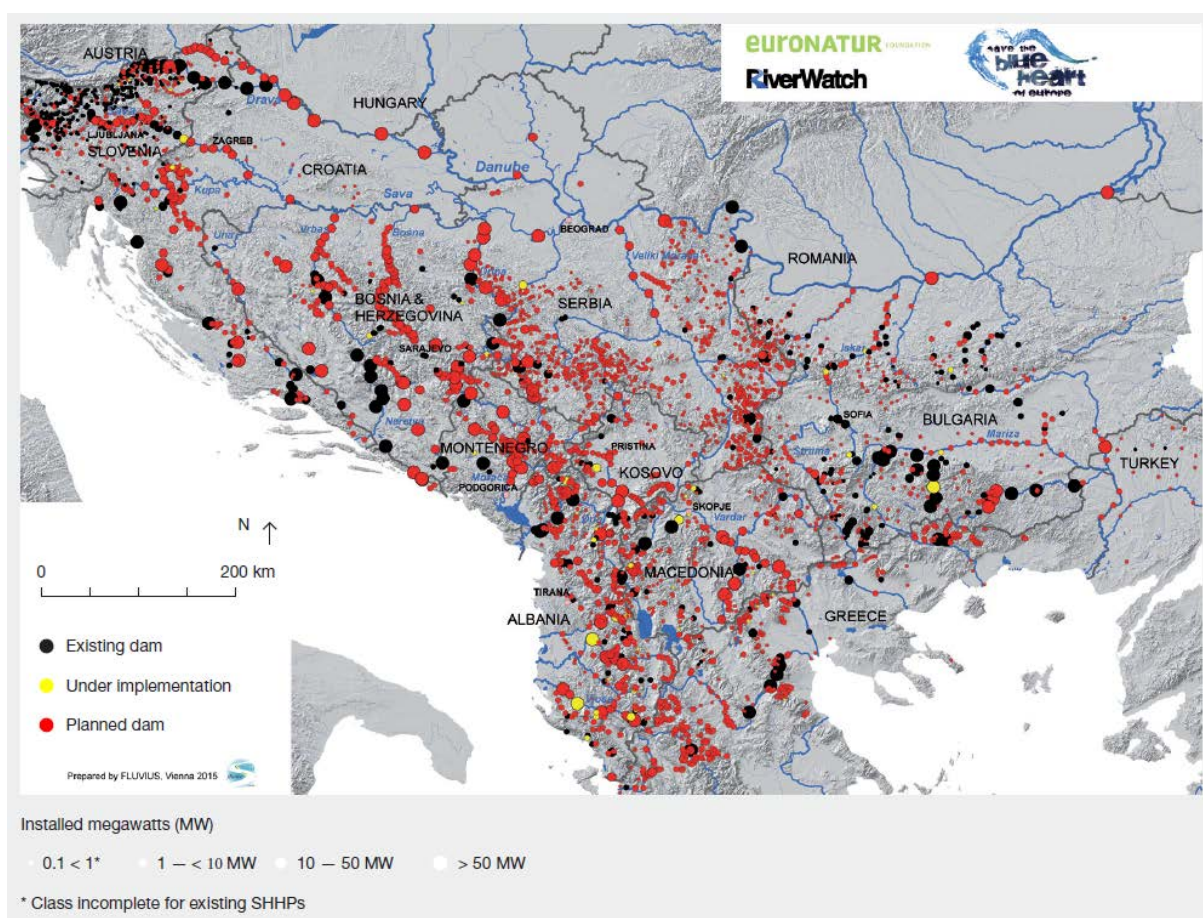 euronatur FOUNDATION
RiverWatch
save the
blue
heart
of europe
AUSTRIA
HUNGARY
Drava
LJUBLJANA
ZAGREB
SLOVENIA
CROATIA
Danube
Kupa
Sava
Una
Vrbas
Bosna
BEOGRAD
Veliki Morava
ROMANIA
Drina
BOSNIA &
HERZEGOVINA
SERBIA
SARAJEVO
Iskar
SOFIA
BULGARIA
Neretva
Mariza
MONTENEGRO
PRISTINA
Struma
TURKEY
KOSOVO
Moraca
PODGORICA
SKOPJE
Vardar
N
0
200 km
MACEDONIA
TIRANA
ALBANIA
GREECE
Existing dam
Under implementation
Planned dam
Prepared by FLUVIUS, Vienna 2015
Installed megawatts (MW)
0.1 < 1* 1 — < 10 MW 10 — 50 MW > 50 MW
* Class incomplete for existing SHHPs